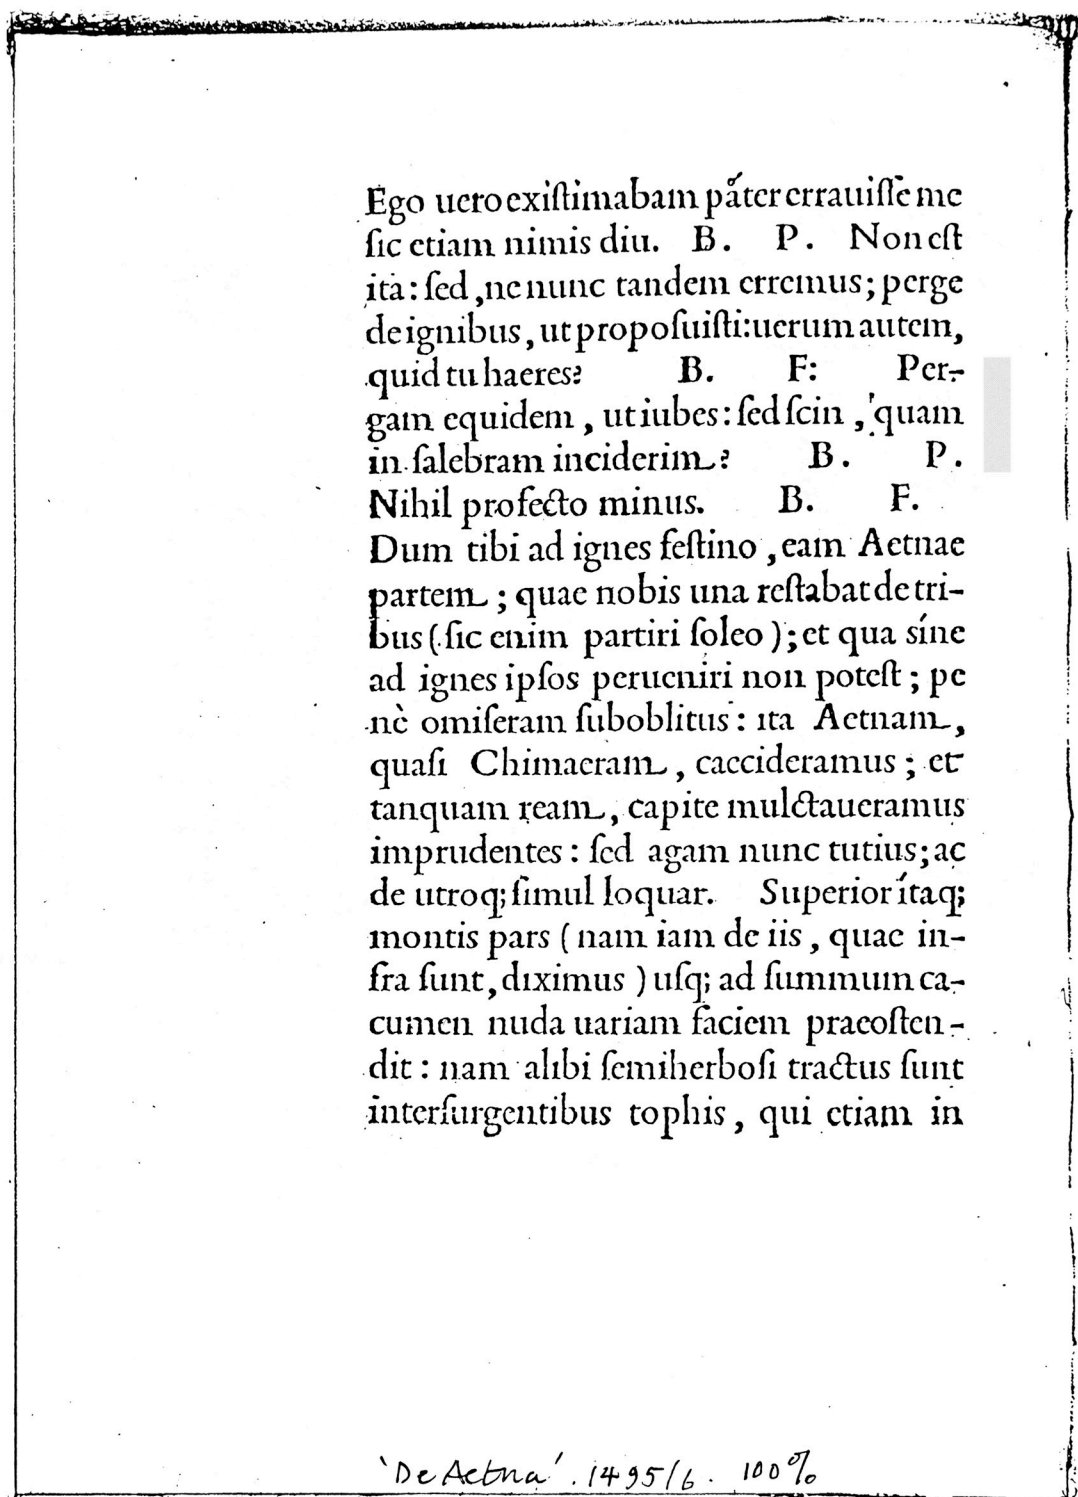 Ego uero exiſtimabam páter errauiſſe me
ſic etiam nimis diu. B. P. Non eſt
ita: ſed, ne nunc tandem erremus; perge
de ignibus, ut propoſuiſti: uerum autem,
quid tu haeres? B. F: Per-
gam equidem, ut iubes: ſed ſcin, quam
in ſalebram inciderim? B. P.
Nihil profecto minus. B. F.
Dum tibi ad ignes feſtino, eam Aetnae
partem; quae nobis una reſtabat de tri-
bus (ſic enim partiri ſoleo); et qua síne
ad ignes ipſos perueniri non poteſt; pe
nè omiſeram ſuboblitus: ita Aetnam,
quaſi Chimaeram, caecideramus; et
tanquam ream, capite mulctaueramus
imprudentes: ſed agam nunc tutius; ac
de utroq; ſimul loquar. Superior ítaq;
montis pars (nam iam de iis, quae in-
fra ſunt, diximus) uſq; ad ſummum ca-
cumen nuda uariam faciem praeoſten-
dit: nam alibi ſemiherboſi tractus ſunt
interſurgentibus tophis, qui etiam in
'De Aetna'. 1495/6. 100%